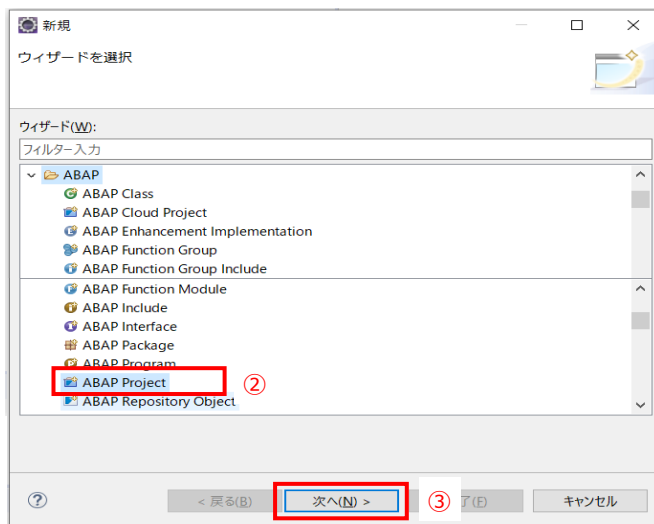 新規
ウィザードを選択
ウィザード(W):
フィルター入力
ABAP
ABAP Class
ABAP Cloud Project
ABAP Enhancement Implementation
ABAP Function Group
ABAP Function Group Include
ABAP Function Module
ABAP Include
ABAP Interface
ABAP Package
ABAP Program
ABAP Project ②
ABAP Repository Object
< 戻る(B) 次へ(N) > ③ 了(F) キャンセル